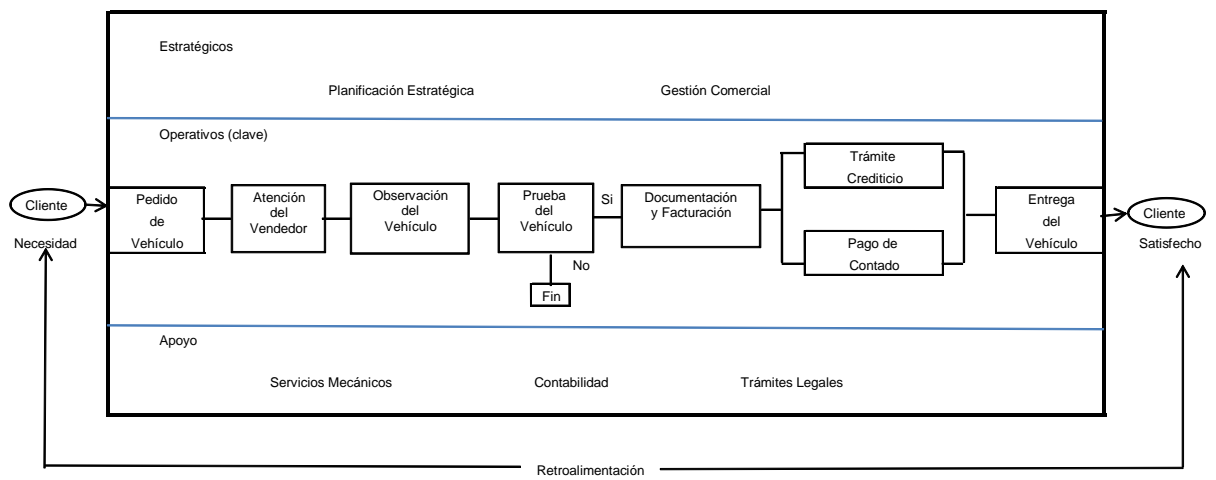 Estratégicos
Planificación Estratégica
Gestión Comercial
Operativos (clave)
Cliente
Necesidad
Pedido
de
Vehículo
Atención
del
Vendedor
Observación
del
Vehículo
Prueba
del
Vehículo
Si
No
Fin
Documentación
y Facturación
Trámite
Crediticio
Pago de
Contado
Entrega
del
Vehículo
Cliente
Satisfecho
Apoyo
Servicios Mecánicos
Contabilidad
Trámites Legales
Retroalimentación